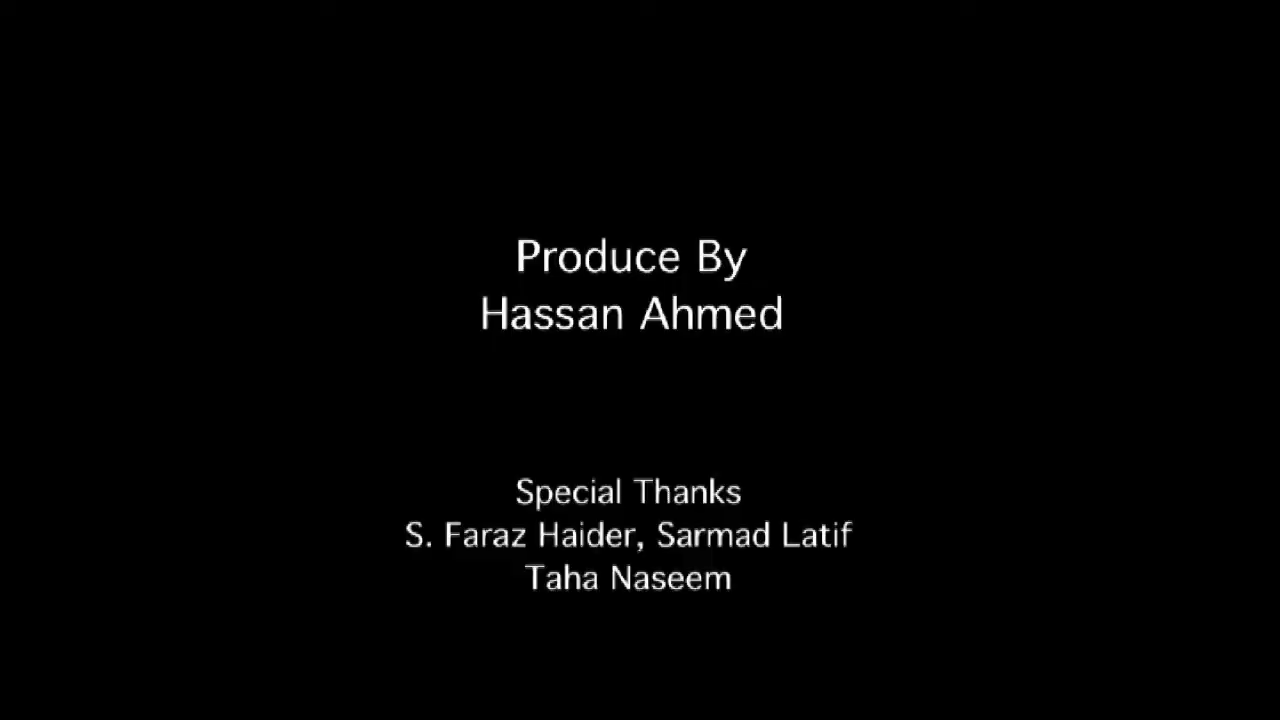 Produce By
Hassan Ahmed
Special Thanks
S. Faraz Haider, Sarmad Latif
Taha Naseem